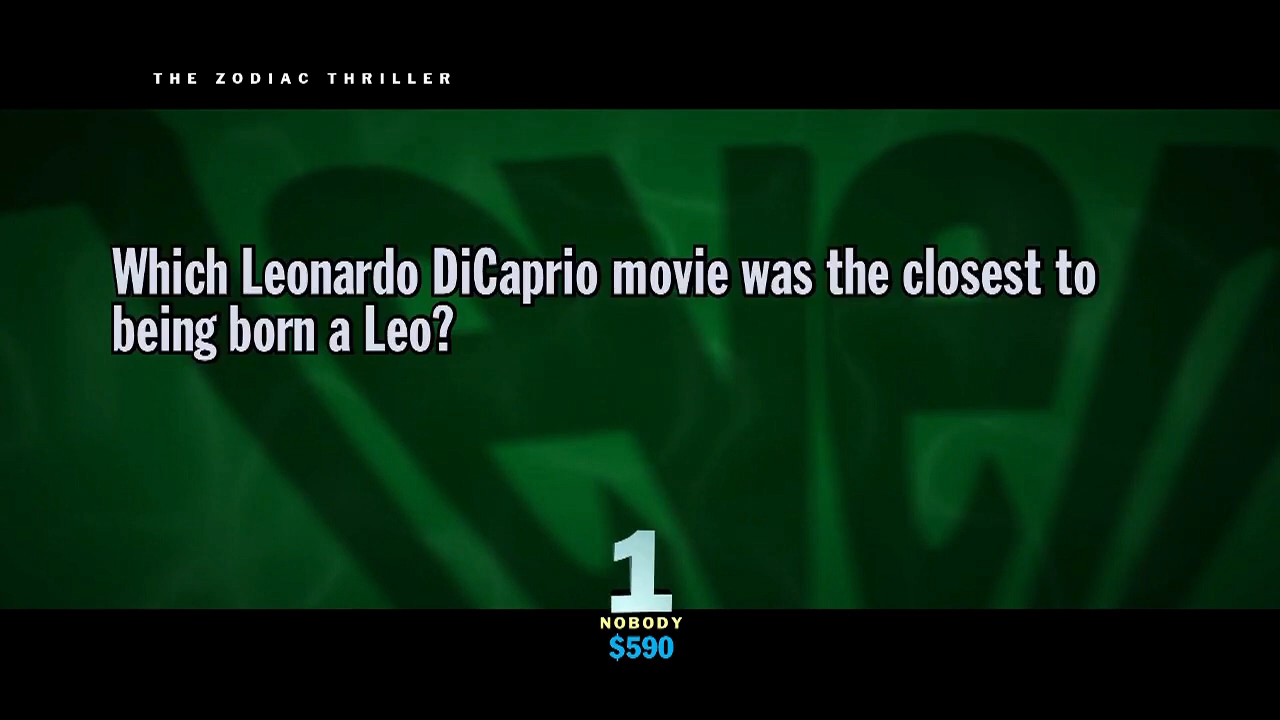 THE ZODIAC THRILLER
Which Leonardo DiCaprio movie was the closest to
being born a Leo?
1
NOBODY
$590